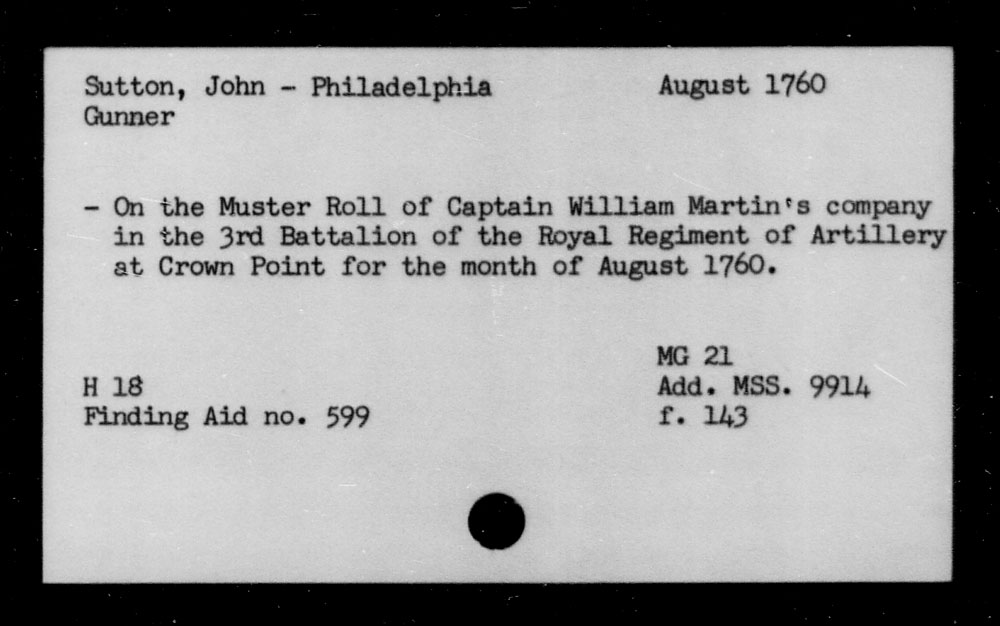 Sutton, John - Philadelphia August 1760
Gunner
- On the Muster Roll of Captain William Martin's company
in the 3rd Battalion of the Royal Regiment of Artillery
at Crown Point for the month of August 1760.
MG 21
H 18 Add. MSS. 9914
Finding Aid no. 599 f. 143